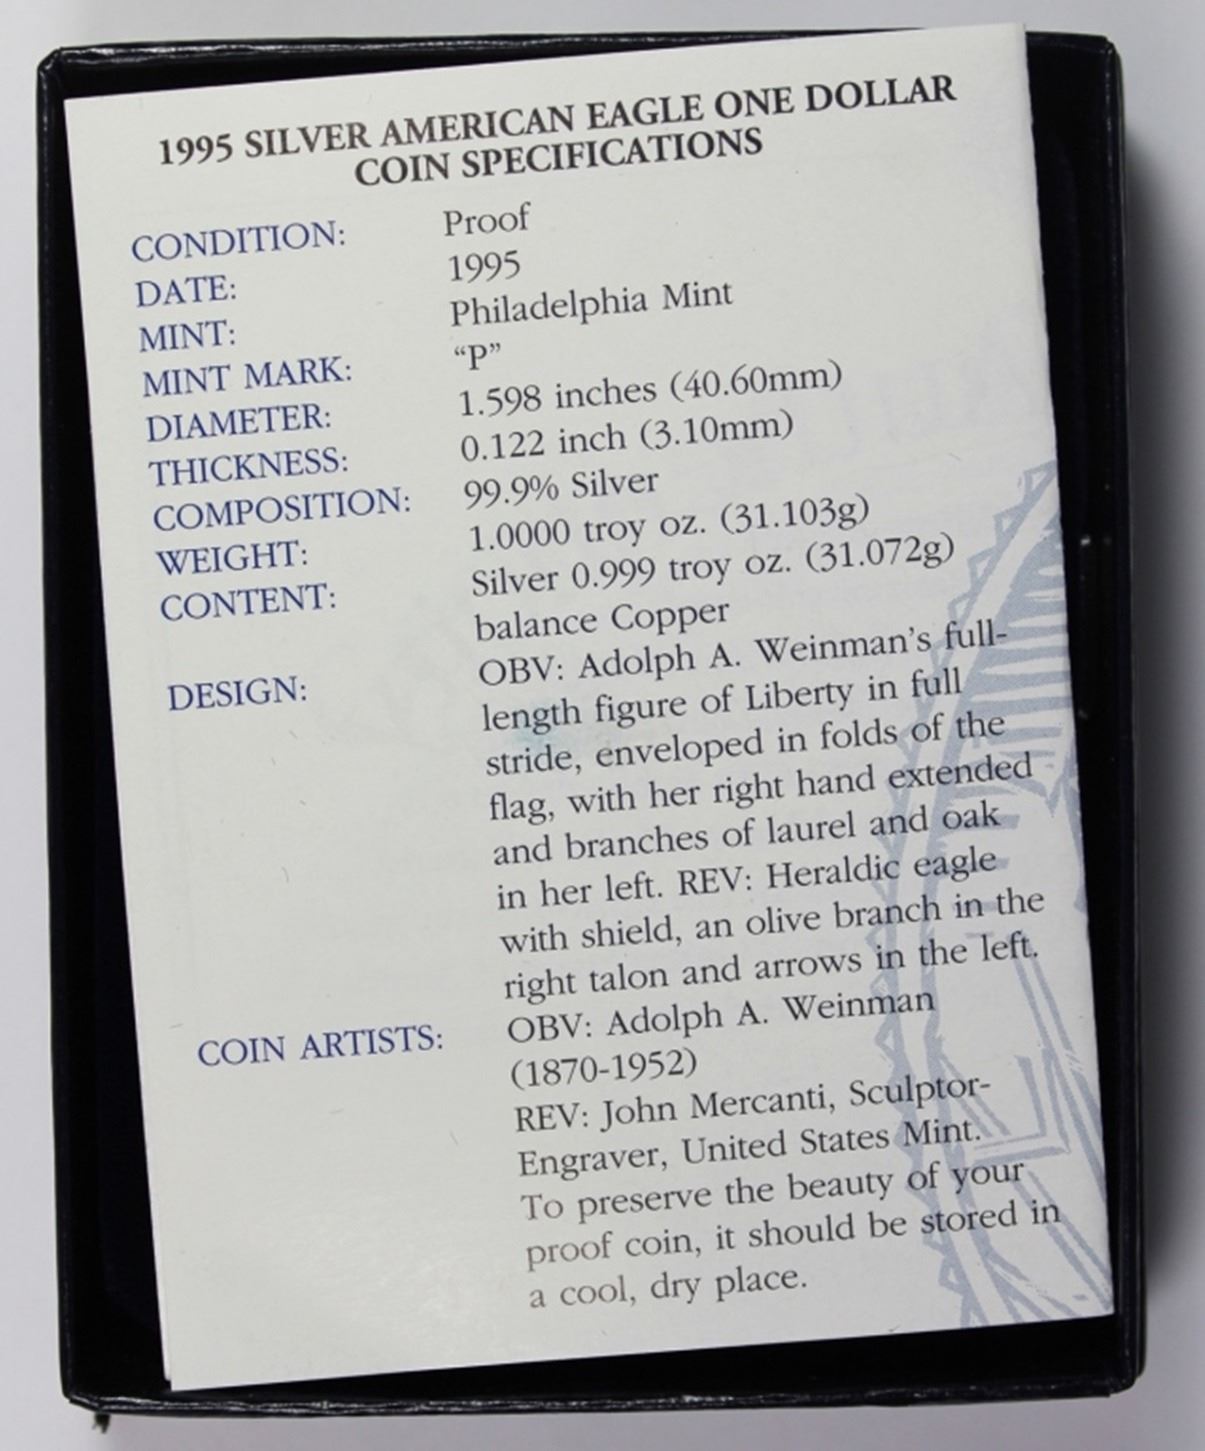 1995 SILVER AMERICAN EAGLE ONE DOLLAR
COIN SPECIFICATIONS
CONDITION: Proof
DATE: 1995
MINT: Philadelphia Mint
MINT MARK: “P”
DIAMETER: 1.598 inches (40.60mm)
THICKNESS: 0.122 inch (3.10mm)
COMPOSITION: 99.9% Silver
WEIGHT: 1.0000 troy oz. (31.103g)
CONTENT: Silver 0.999 troy oz. (31.072g)
balance Copper
DESIGN: OBV: Adolph A. Weinman’s full-
length figure of Liberty in full
stride, enveloped in folds of the
flag, with her right hand extended
and branches of laurel and oak
in her left. REV: Heraldic eagle
with shield, an olive branch in the
right talon and arrows in the left.
COIN ARTISTS: OBV: Adolph A. Weinman
(1870-1952)
REV: John Mercanti, Sculptor-
Engraver, United States Mint.
To preserve the beauty of your
proof coin, it should be stored in
a cool, dry place.